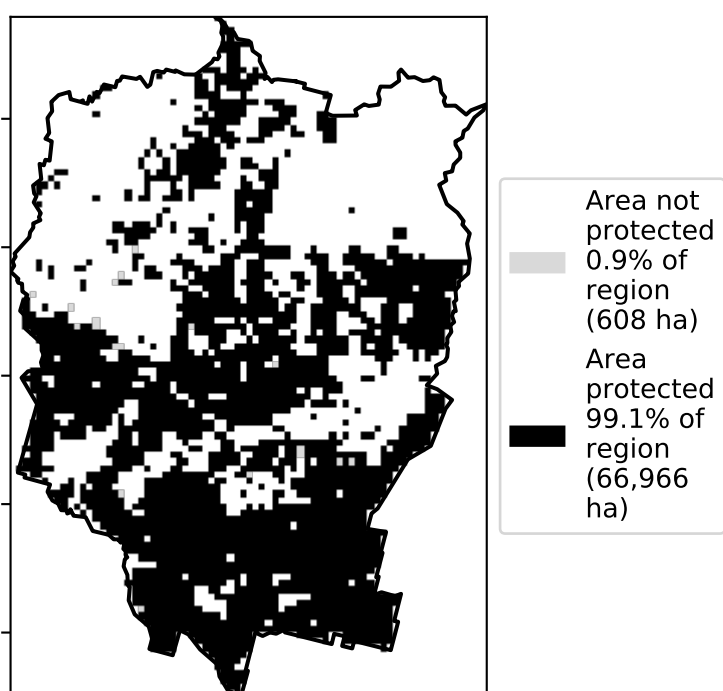 Area not
protected
0.9% of
region
(608 ha)
Area
protected
99.1% of
region
(66,966
ha)